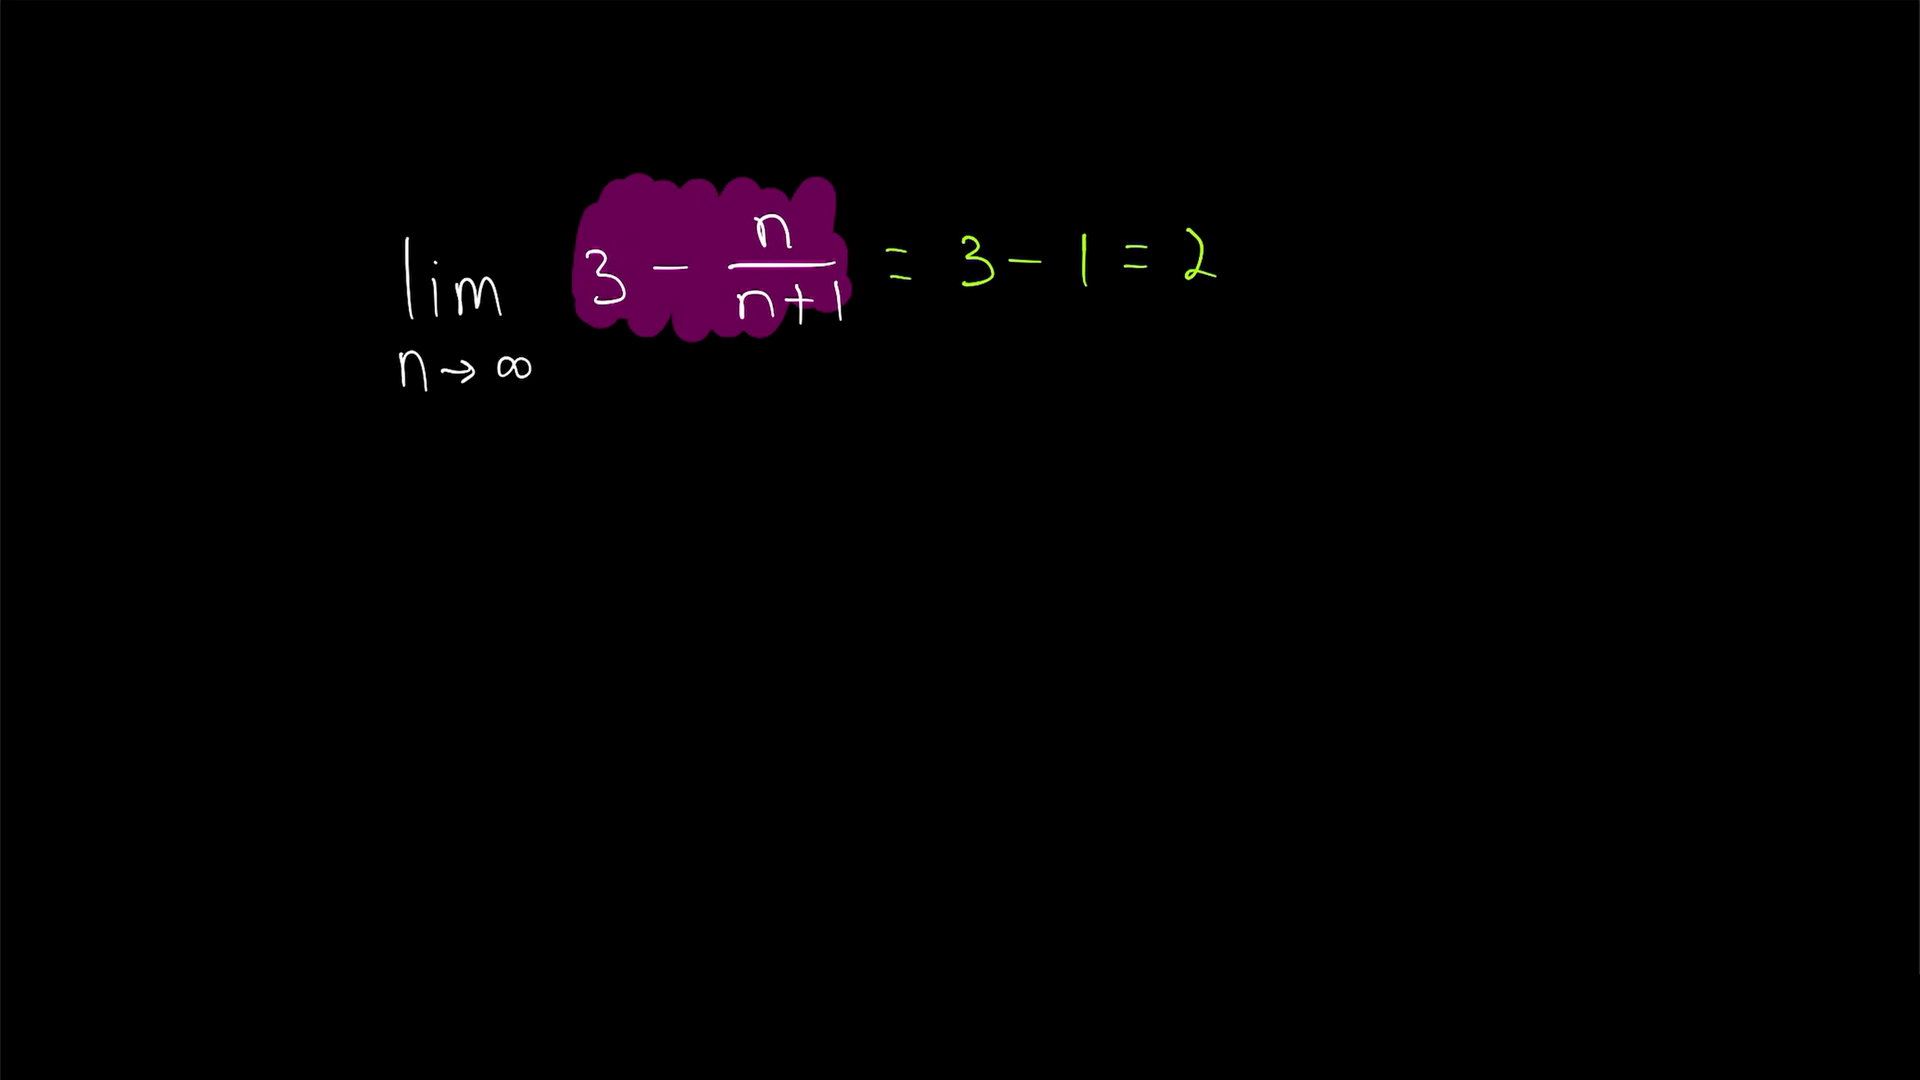 lim 3 - n/(n+1) = 3 - 1 = 2
n → ∞